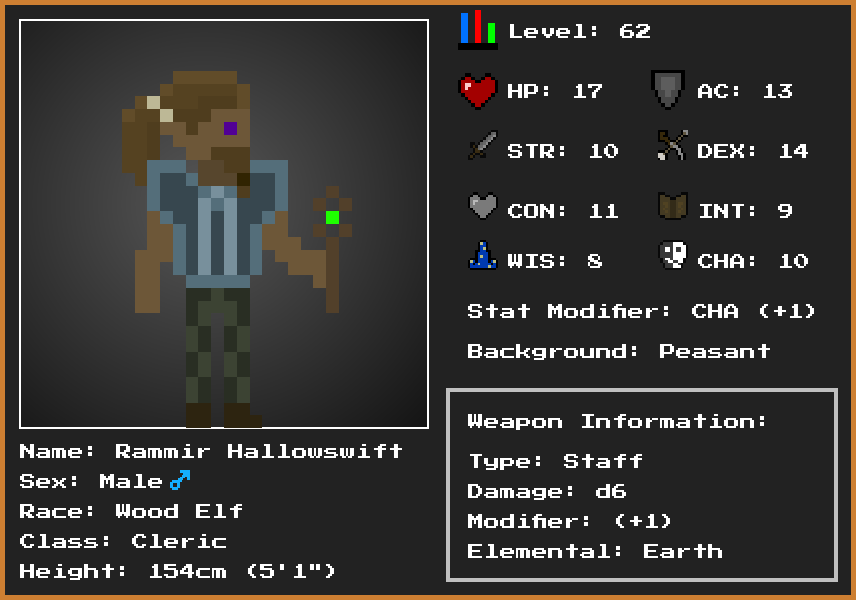 Level: 62
HP: 17 AC: 13
STR: 10 DEX: 14
CON: 11 INT: 9
WIS: 8 CHA: 10
Stat Modifier: CHA (+1)
Background: Peasant
Weapon Information:
Type: Staff
Damage: d6
Modifier: (+1)
Elemental: Earth
Name: Rammir Hallowswift
Sex: Male♂
Race: Wood Elf
Class: Cleric
Height: 154cm (5'1")